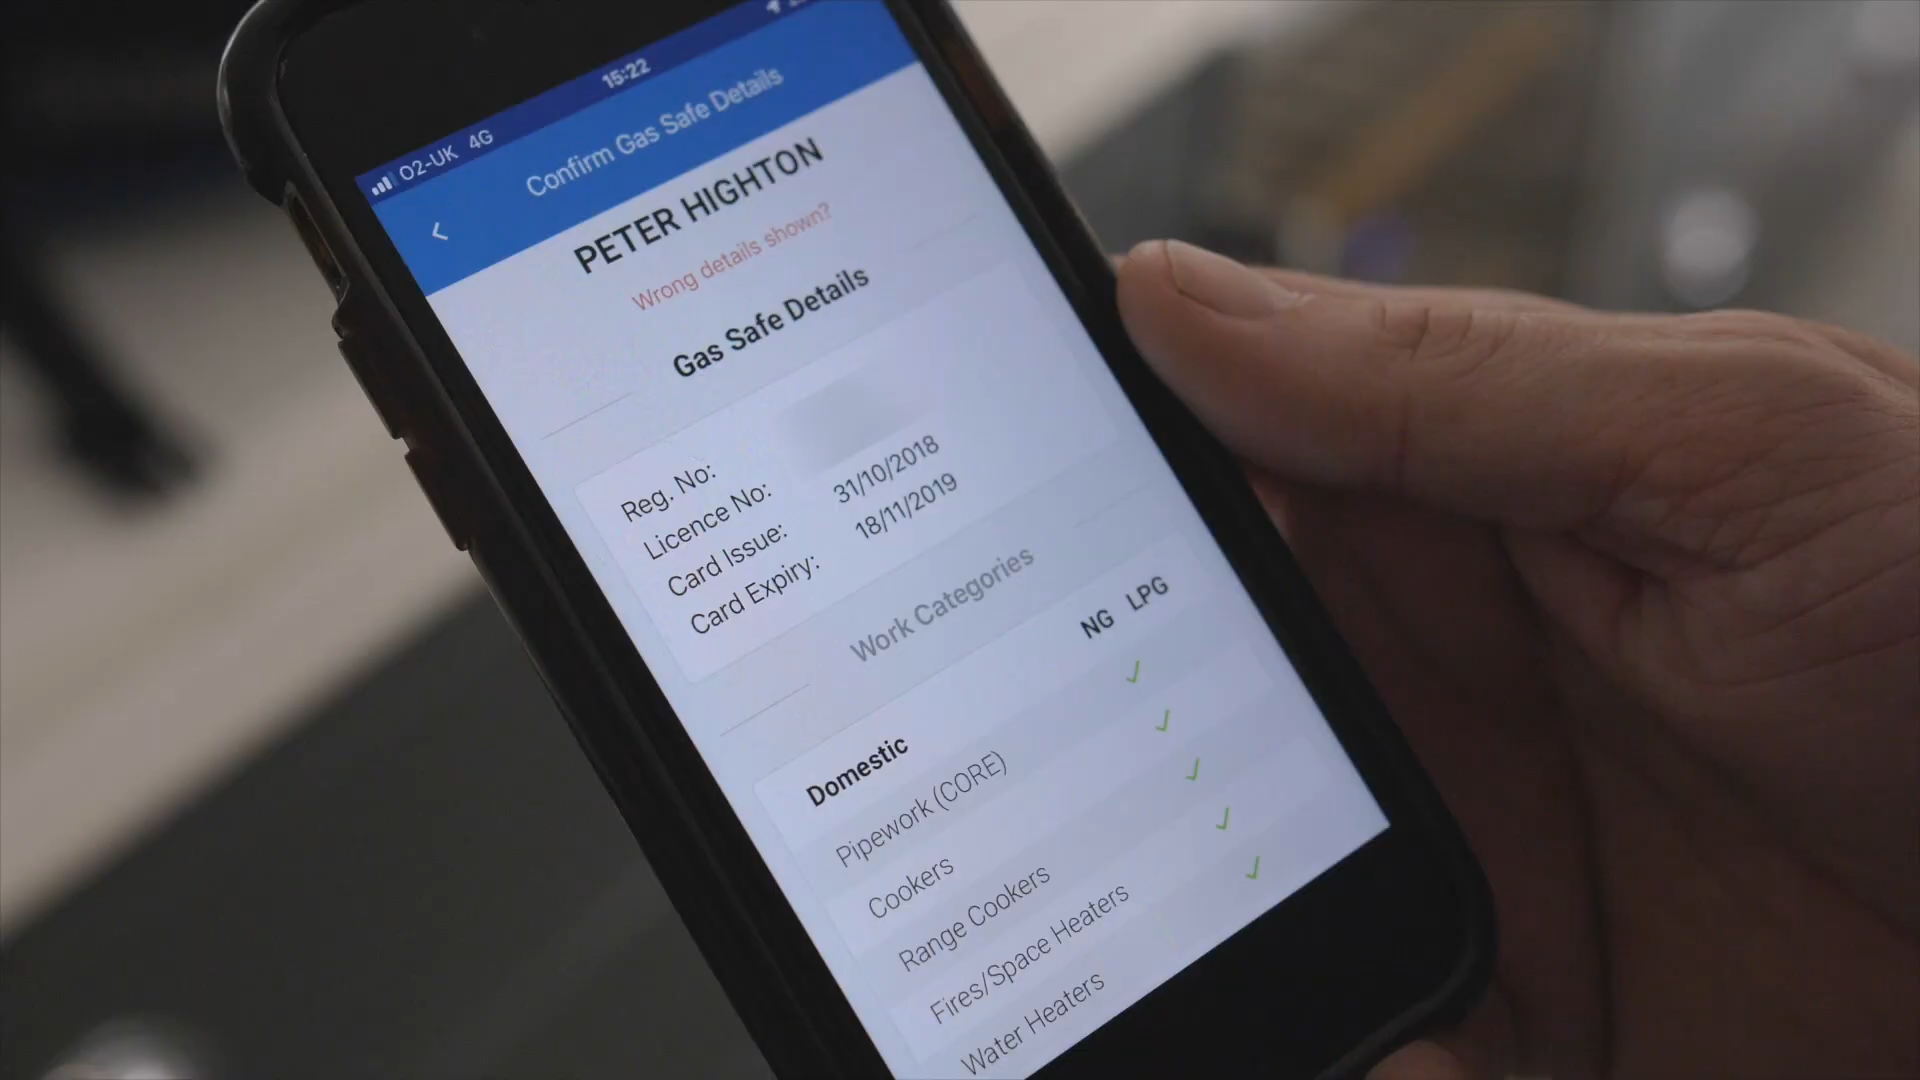 O2-UK 4G 15:22
Confirm Gas Safe Details
PETER HIGHTON
Wrong details shown?
Gas Safe Details
Reg. No:
Licence No:
Card Issue: 31/10/2018
Card Expiry: 18/11/2019
Work Categories
Domestic NG LPG
Pipework (CORE)
Cookers
Range Cookers
Fires/Space Heaters
Water Heaters